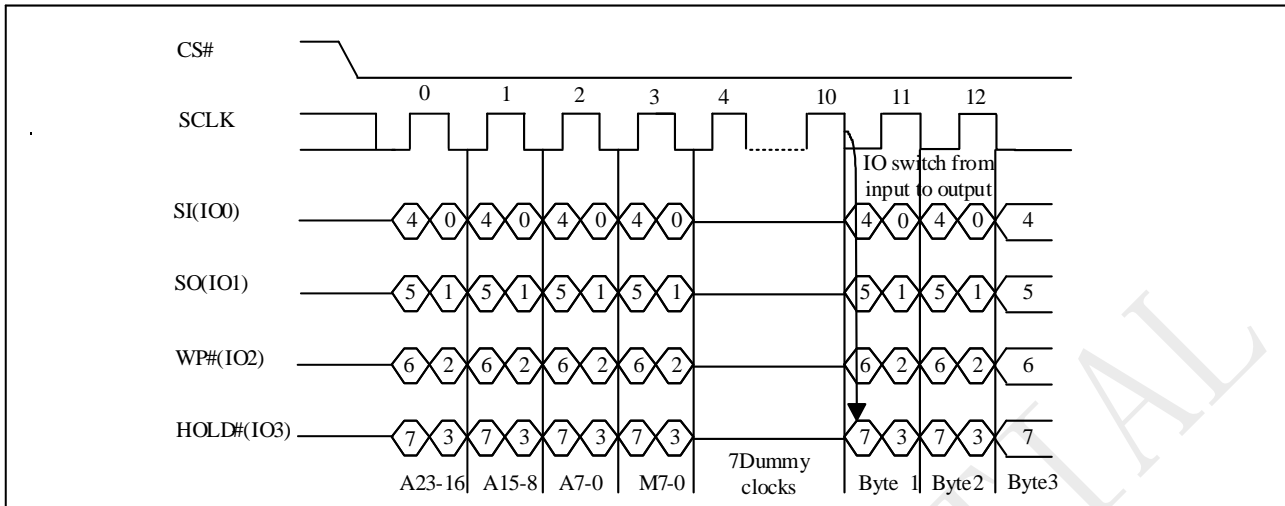 CS#
0 1 2 3 4 10 11 12
SCLK
IO switch from
input to output
SI(IO0) 4 0 4 0 4 0 4 0 4 0 4 0 4
SO(IO1) 5 1 5 1 5 1 5 1 5 1 5 1 5
WP#(IO2) 6 2 6 2 6 2 6 2 6 2 6 2 6
HOLD#(IO3) 7 3 7 3 7 3 7 3 7 3 7 3 7
A23-16 A15-8 A7-0 M7-0 7Dummy
clocks Byte 1 Byte2 Byte3